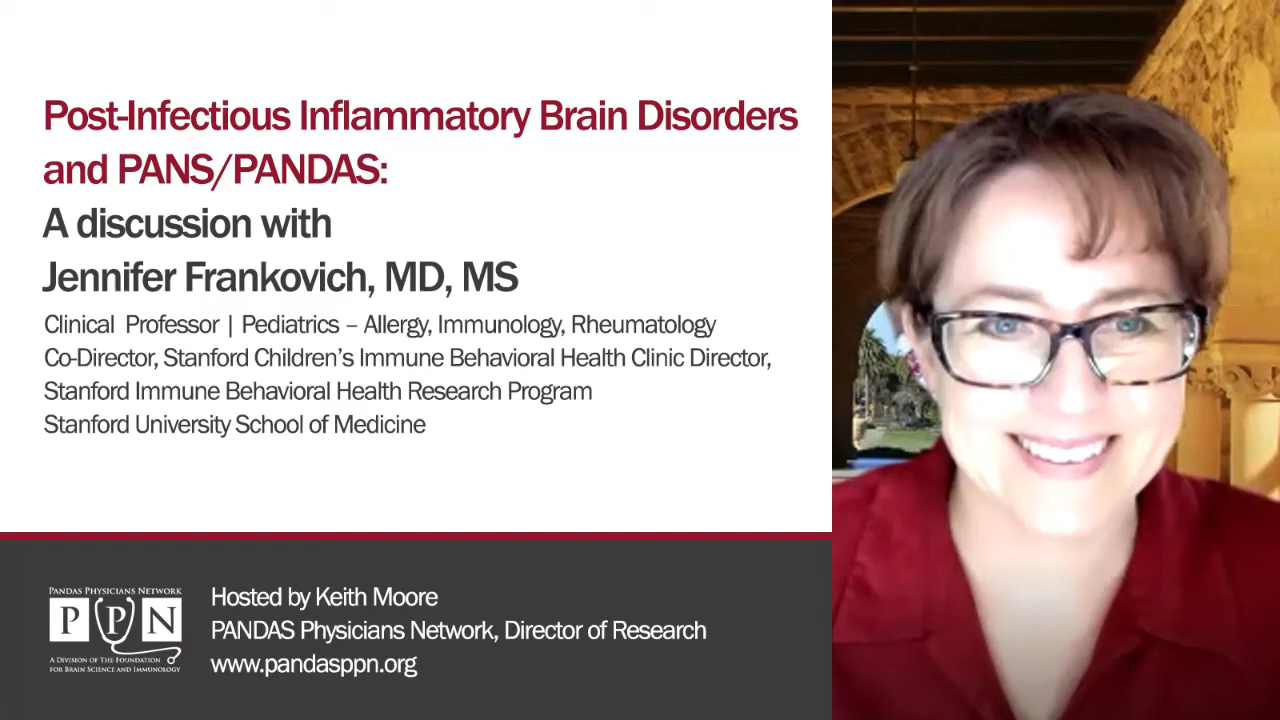 Post-Infectious Inflammatory Brain Disorders
and PANS/PANDAS:
A discussion with
Jennifer Frankovich, MD, MS
Clinical Professor | Pediatrics – Allergy, Immunology, Rheumatology
Co-Director, Stanford Children's Immune Behavioral Health Clinic Director,
Stanford Immune Behavioral Health Research Program
Stanford University School of Medicine
PANDAS PHYSICIANS NETWORK
P P N
A DIVISION OF THE FOUNDATION
FOR BRAIN SCIENCE AND IMMUNOLOGY
Hosted by Keith Moore
PANDAS Physicians Network, Director of Research
www.pandasppn.org